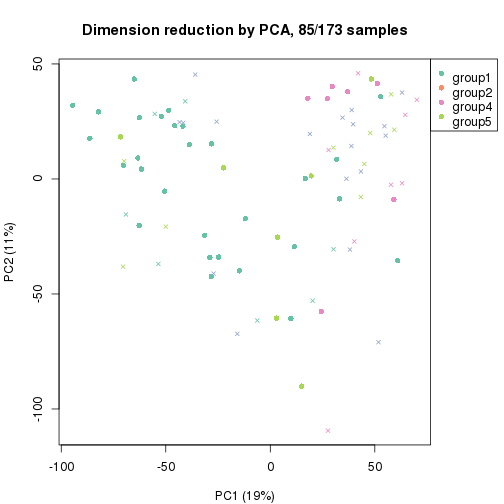 Dimension reduction by PCA, 85/173 samples
group1
group2
group4
group5
50
0
-50
-100
PC2 (11%)
-100
-50
0
50
PC1 (19%)